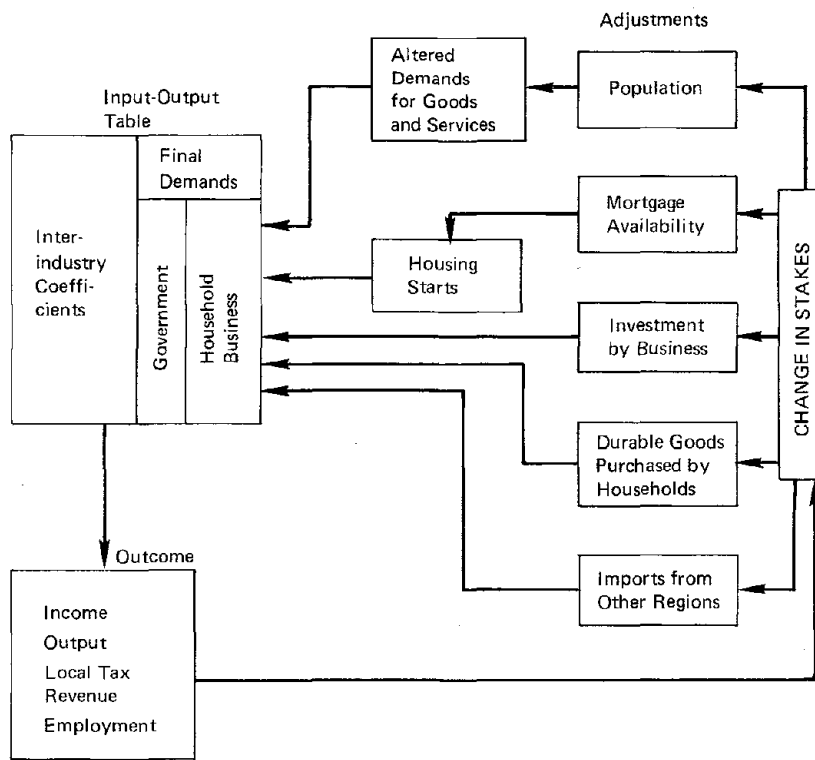 Adjustments
Altered
Demands
for Goods
and Services
Population
Input-Output
Table
Final
Demands
Inter-
industry
Coeffi-
cients
Government
Household
Business
Mortgage
Availability
Housing
Starts
Investment
by Business
CHANGE IN STAKES
Durable Goods
Purchased by
Households
Imports from
Other Regions
Outcome
Income
Output
Local Tax
Revenue
Employment